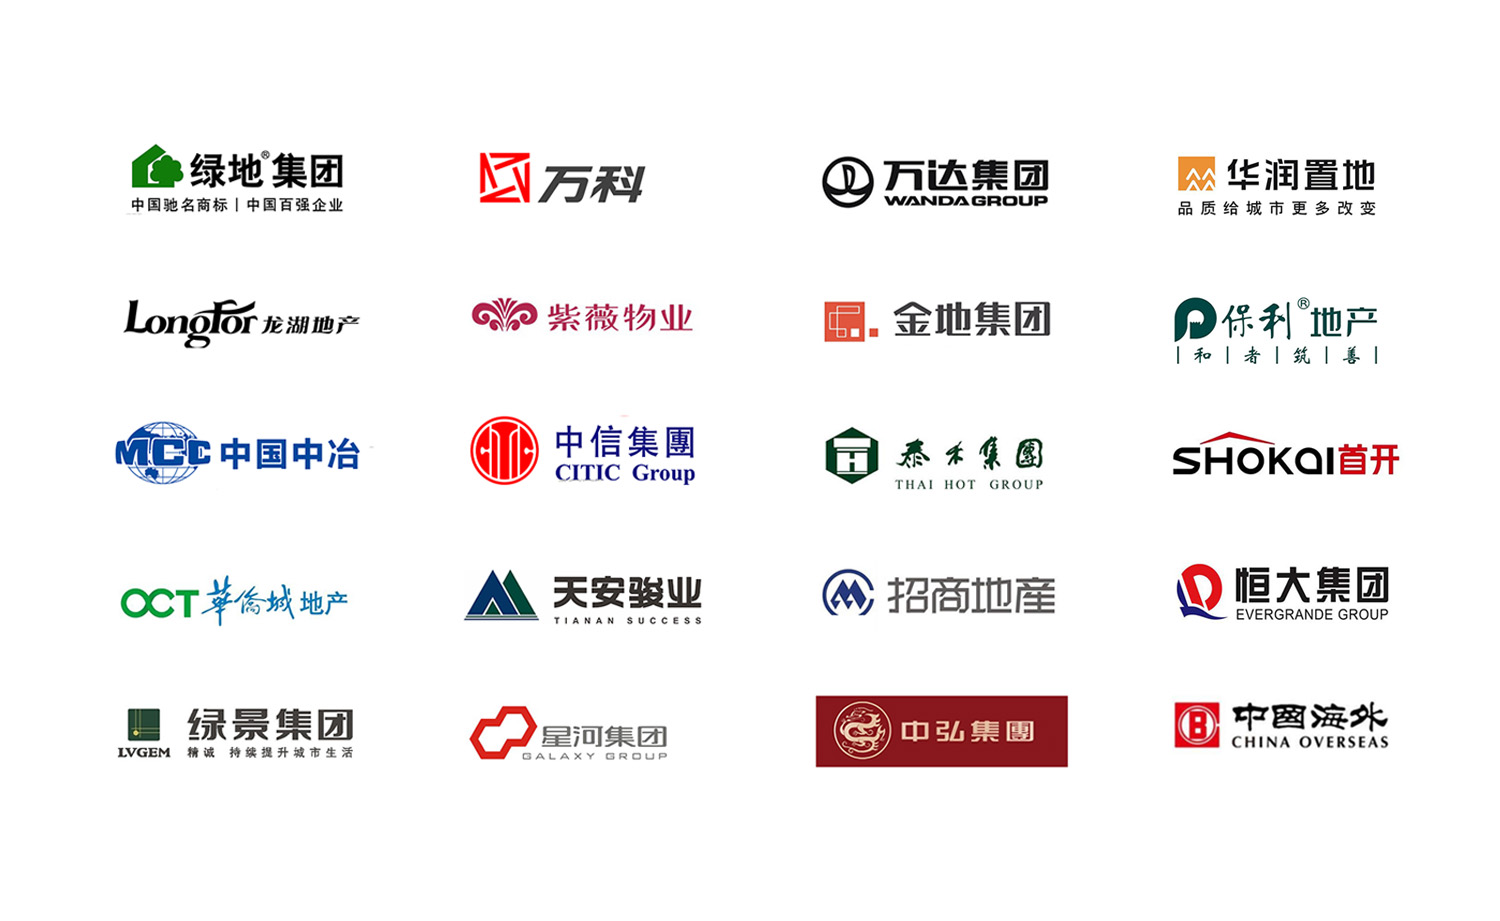 绿地®集团
中国驰名商标 | 中国百强企业
万科
万达集团
WANDA GROUP
华润置地
品质给城市更多改变
Longfor 龙湖地产
紫薇物业
金地集团
保利®地产
| 和 | 者 | 筑 | 善 |
MCC 中国中冶
CITIC
中信集團
CITIC Group
泰禾集團
THAI HOT GROUP
SHOKAI首开
OCT 華僑城地产
天安骏业
TIANAN SUCCESS
招商地産
恒大集团
EVERGRANDE GROUP
LVGEM
绿景集团
精诚 持续提升城市生活
星河集团
GALAXY GROUP
中弘集團
中國海外
CHINA OVERSEAS